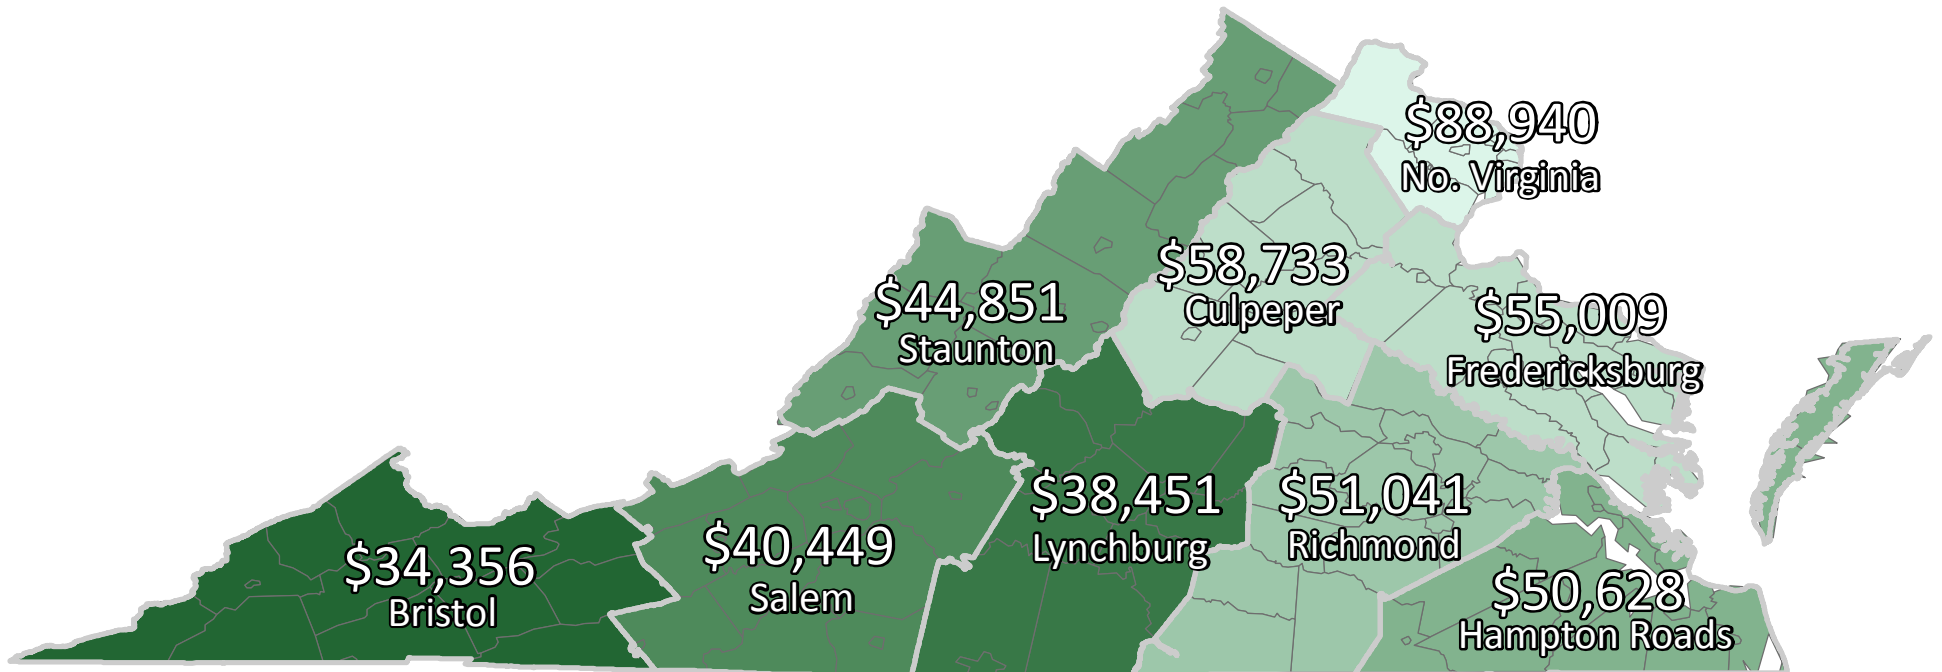 $88,940
No. Virginia
$58,733
Culpeper
$44,851
Staunton
$55,009
Fredericksburg
$38,451
Lynchburg
$51,041
Richmond
$40,449
Salem
$34,356
Bristol
$50,628
Hampton Roads